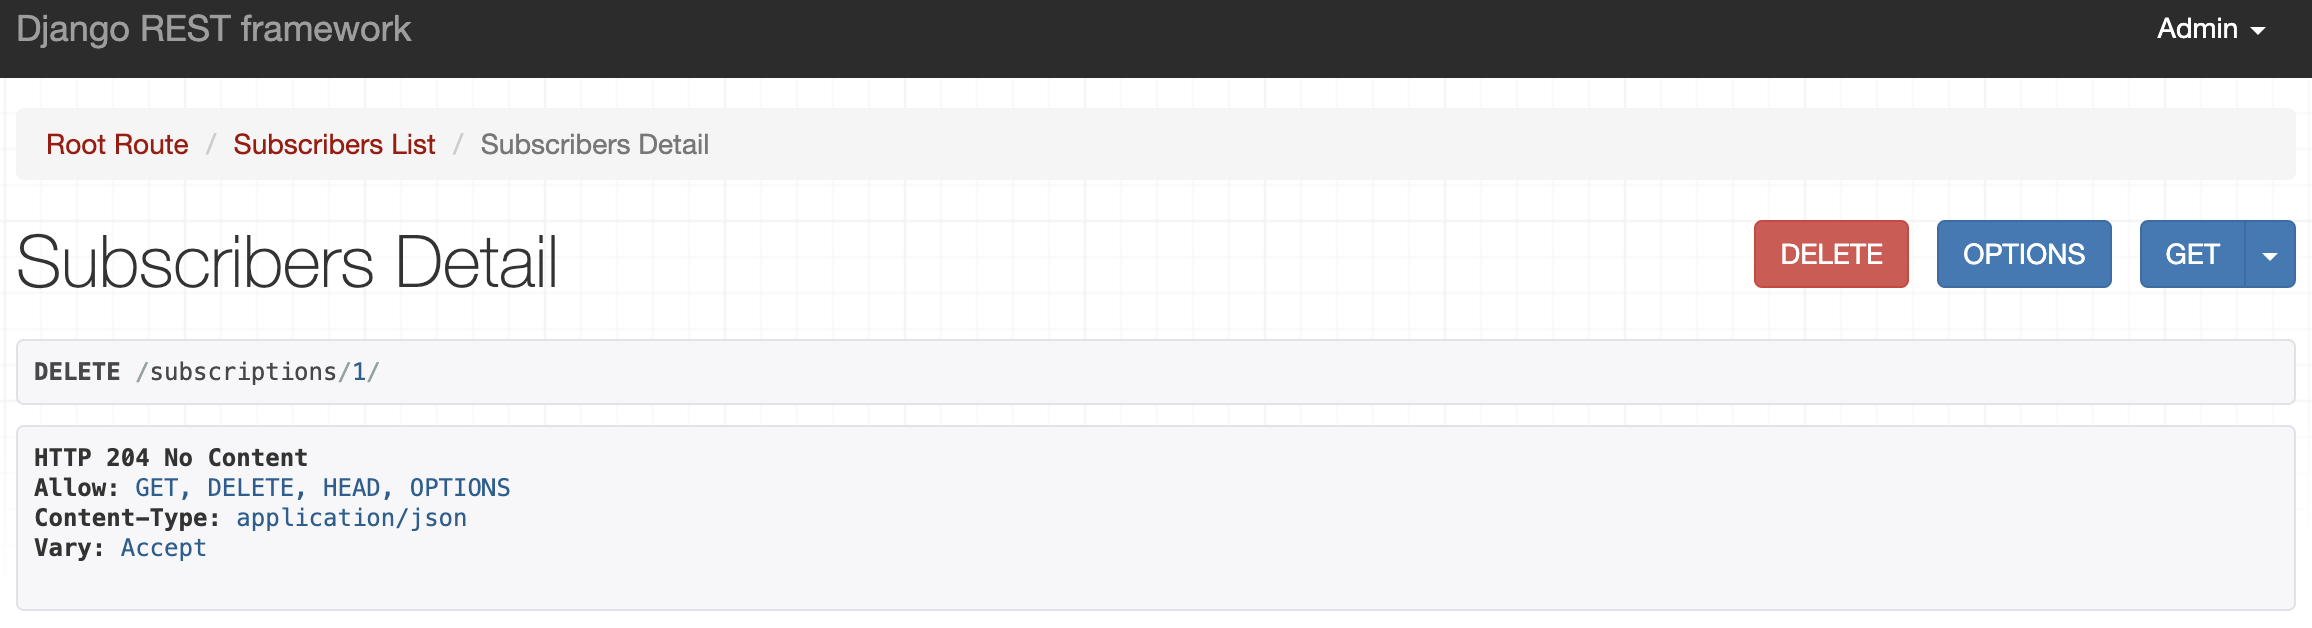 Django REST framework
Admin
Root Route / Subscribers List / Subscribers Detail
Subscribers Detail
DELETE
OPTIONS
GET
DELETE /subscriptions/1/
HTTP 204 No Content
Allow: GET, DELETE, HEAD, OPTIONS
Content-Type: application/json
Vary: Accept